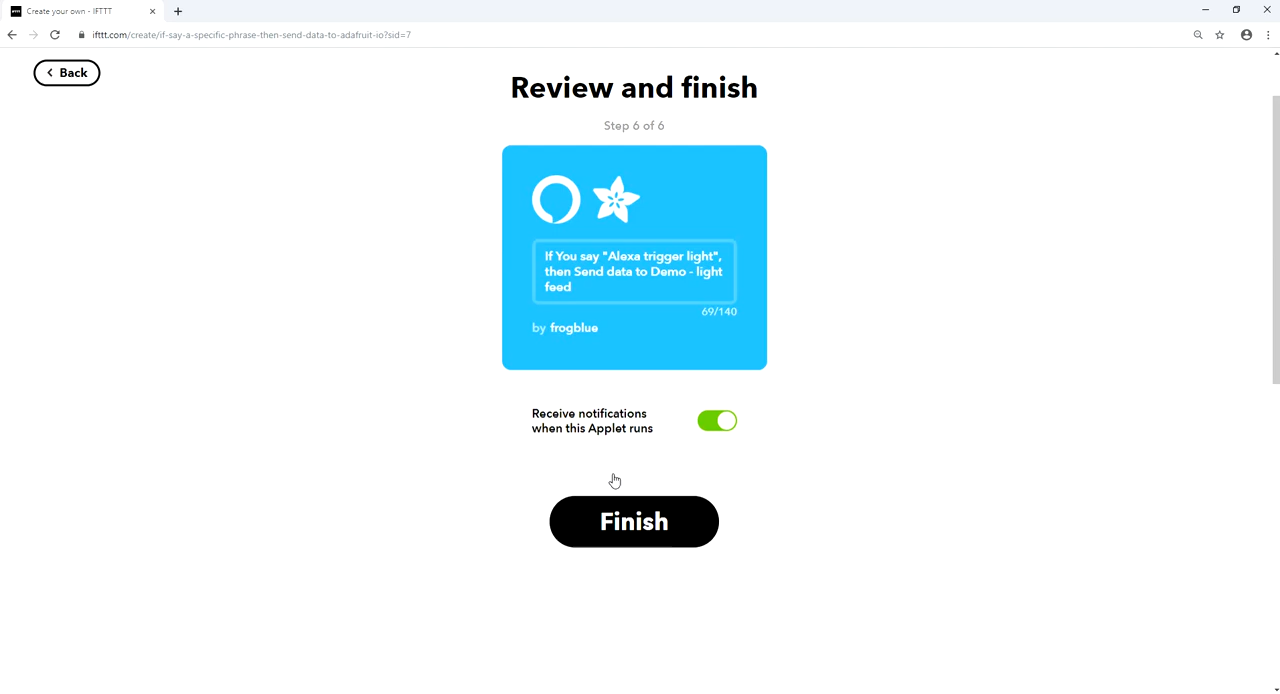 Create your own - IFTTT
ifttt.com/create/if-say-a-specific-phrase-then-send-data-to-adafruit-io?sid=7
Back
Review and finish
Step 6 of 6
If You say "Alexa trigger light",
then Send data to Demo - light
feed
69/140
by frogblue
Receive notifications
when this Applet runs
Finish